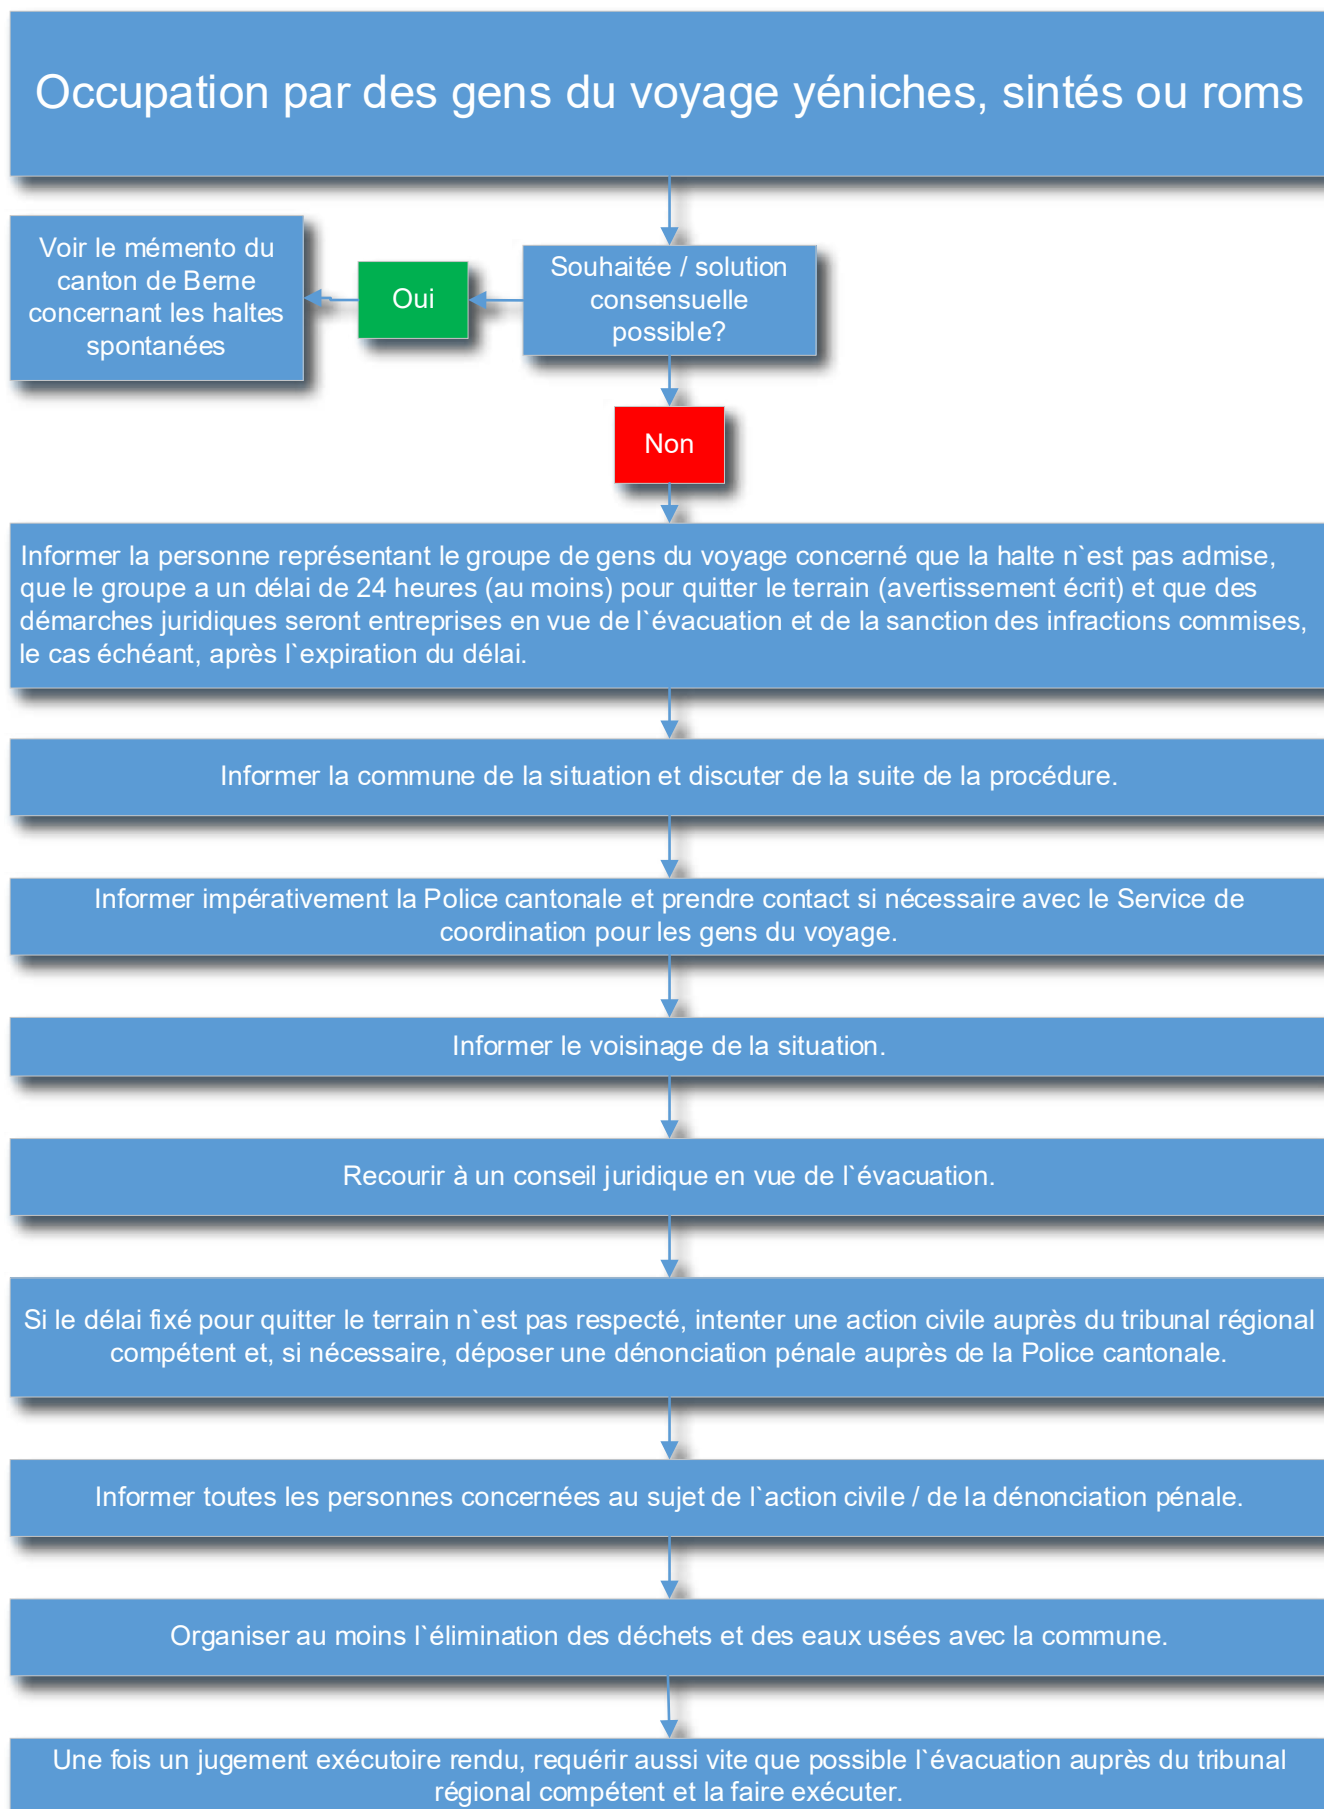 Occupation par des gens du voyage yéniches, sintés ou roms
Voir le mémento du
canton de Berne
concernant les haltes
spontanées
Oui
Souhaitée / solution
consensuelle
possible?
Non
Informer la personne représentant le groupe de gens du voyage concerné que la halte n`est pas admise,
que le groupe a un délai de 24 heures (au moins) pour quitter le terrain (avertissement écrit) et que des
démarches juridiques seront entreprises en vue de l`évacuation et de la sanction des infractions commises,
le cas échéant, après l`expiration du délai.
Informer la commune de la situation et discuter de la suite de la procédure.
Informer impérativement la Police cantonale et prendre contact si nécessaire avec le Service de
coordination pour les gens du voyage.
Informer le voisinage de la situation.
Recourir à un conseil juridique en vue de l`évacuation.
Si le délai fixé pour quitter le terrain n`est pas respecté, intenter une action civile auprès du tribunal régional
compétent et, si nécessaire, déposer une dénonciation pénale auprès de la Police cantonale.
Informer toutes les personnes concernées au sujet de l`action civile / de la dénonciation pénale.
Organiser au moins l`élimination des déchets et des eaux usées avec la commune.
Une fois un jugement exécutoire rendu, requérir aussi vite que possible l`évacuation auprès du tribunal
régional compétent et la faire exécuter.